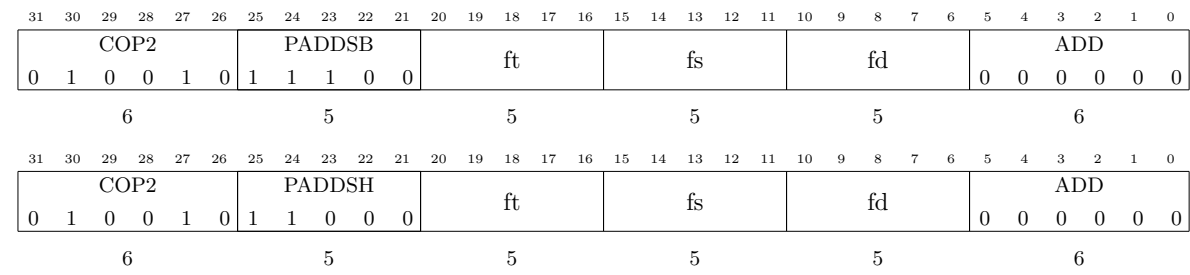 31 30 29 28 27 26 25 24 23 22 21 20 19 18 17 16 15 14 13 12 11 10 9 8 7 6 5 4 3 2 1 0
COP2 PADDSB ft fs fd ADD
0 1 0 0 1 0 1 1 1 0 0 0 0 0 0 0 0
6 5 5 5 5 6
31 30 29 28 27 26 25 24 23 22 21 20 19 18 17 16 15 14 13 12 11 10 9 8 7 6 5 4 3 2 1 0
COP2 PADDSH ft fs fd ADD
0 1 0 0 1 0 1 1 0 0 0 0 0 0 0 0 0
6 5 5 5 5 6